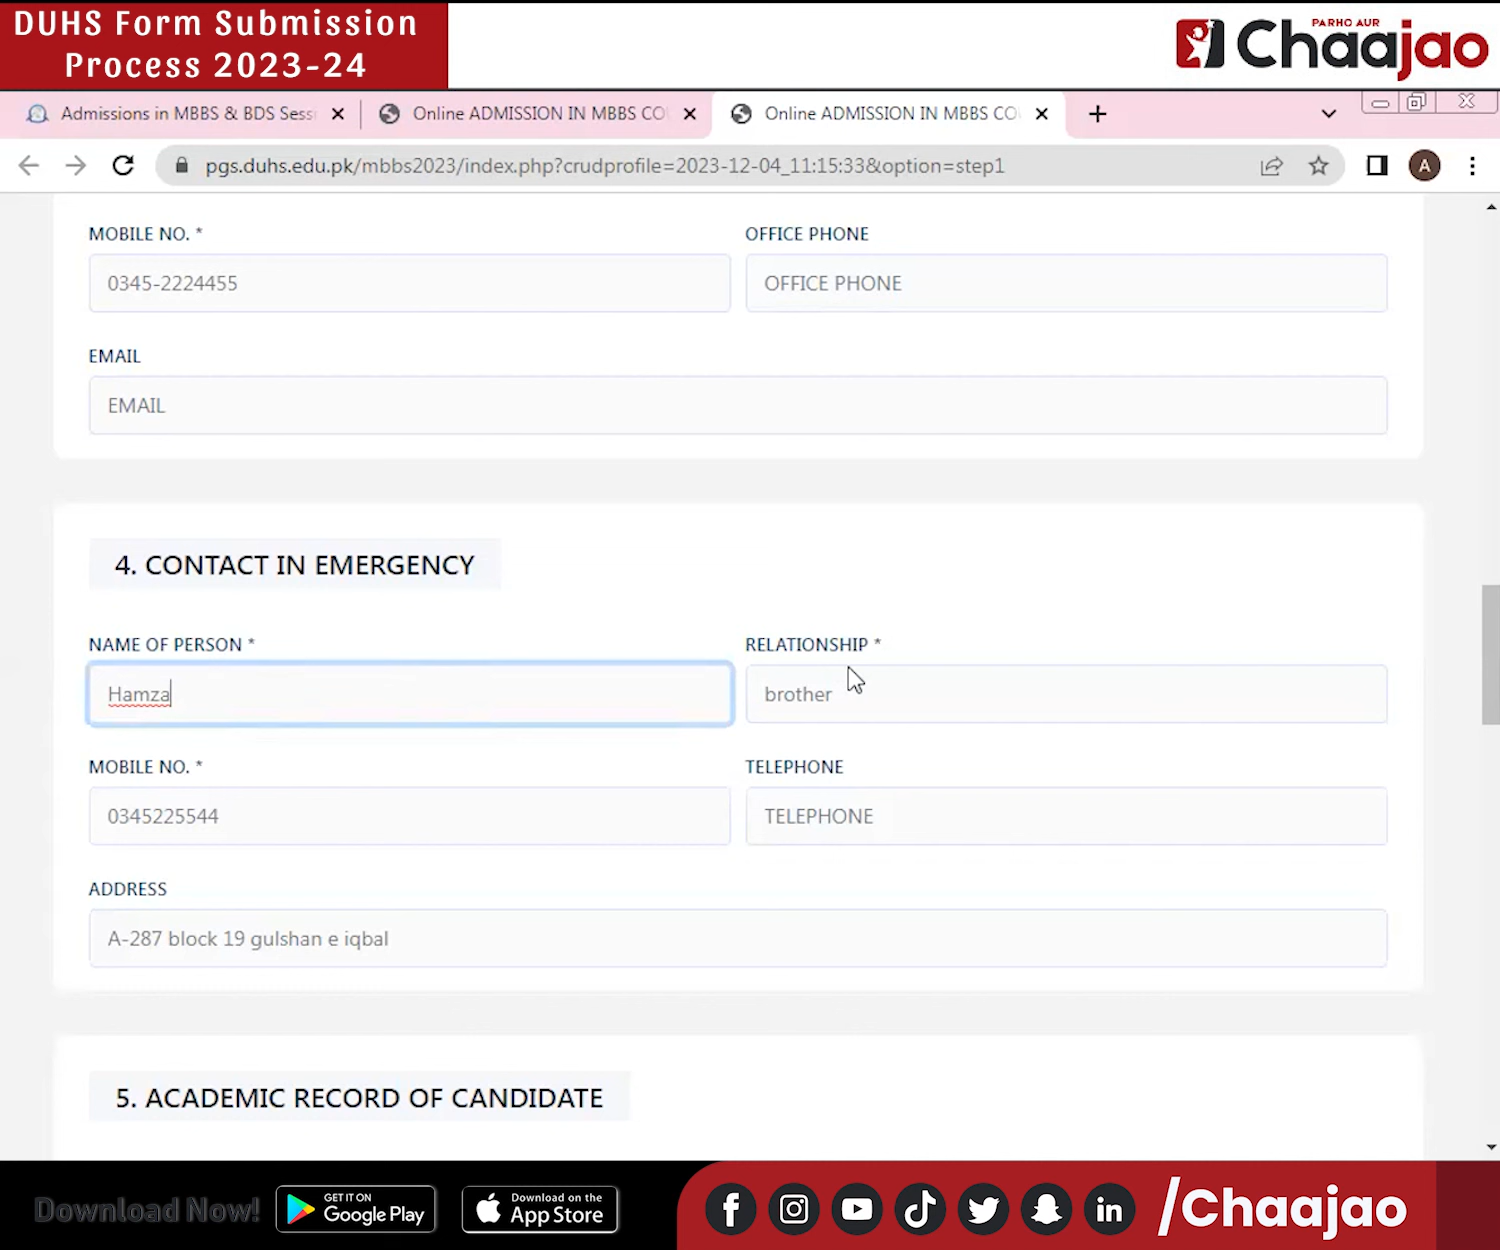 DUHS Form Submission
Process 2023-24
PARHO AUR
Chaajao
Admissions in MBBS & BDS Sess
Online ADMISSION IN MBBS CO
Online ADMISSION IN MBBS CO
pgs.duhs.edu.pk/mbbs2023/index.php?crudprofile=2023-12-04_11:15:33&option=step1
A
MOBILE NO. *
OFFICE PHONE
0345-2224455
OFFICE PHONE
EMAIL
EMAIL
4. CONTACT IN EMERGENCY
NAME OF PERSON *
RELATIONSHIP *
Hamza
brother
MOBILE NO. *
TELEPHONE
0345225544
TELEPHONE
ADDRESS
A-287 block 19 gulshan e iqbal
5. ACADEMIC RECORD OF CANDIDATE
Download Now!
GET IT ON
Google Play
Download on the
App Store
/Chaajao